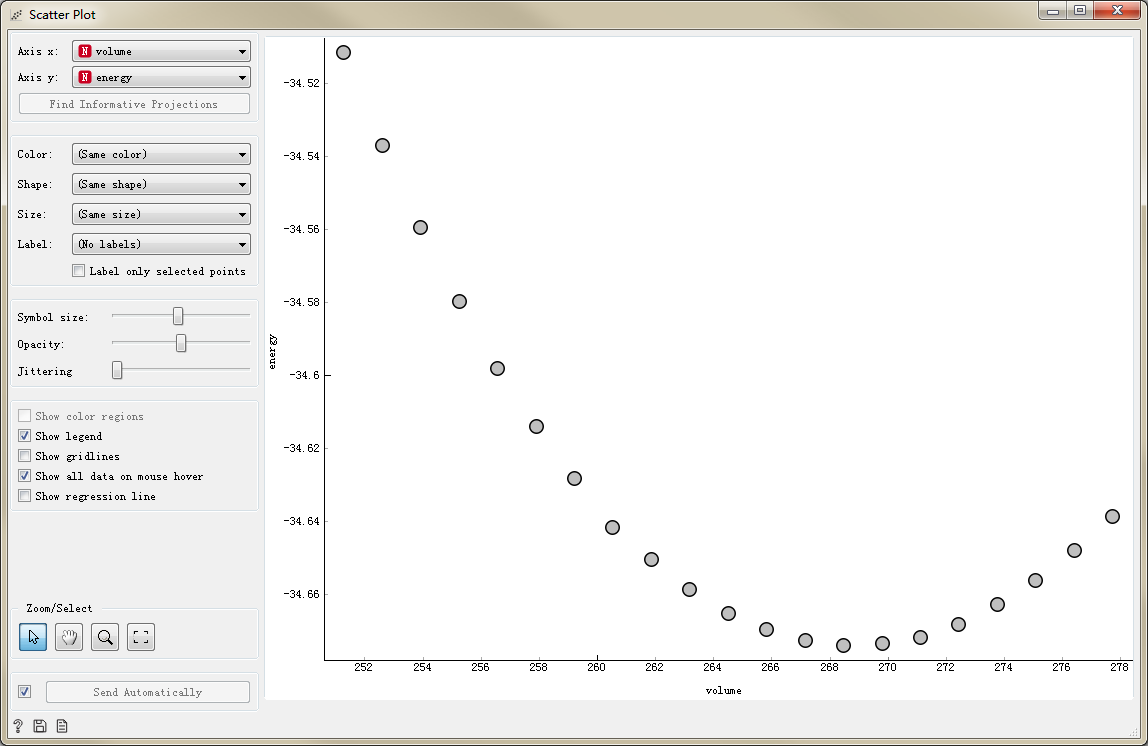 Scatter Plot
Axis x: N volume
Axis y: N energy
Find Informative Projections
Color: (Same color)
Shape: (Same shape)
Size: (Same size)
Label: (No labels)
Label only selected points
Symbol size:
Opacity:
Jittering
Show color regions
Show legend
Show gridlines
Show all data on mouse hover
Show regression line
Zoom/Select
Send Automatically
?
energy
-34.52
-34.54
-34.56
-34.58
-34.6
-34.62
-34.64
-34.66
252 254 256 258 260 262 264 266 268 270 272 274 276 278
volume